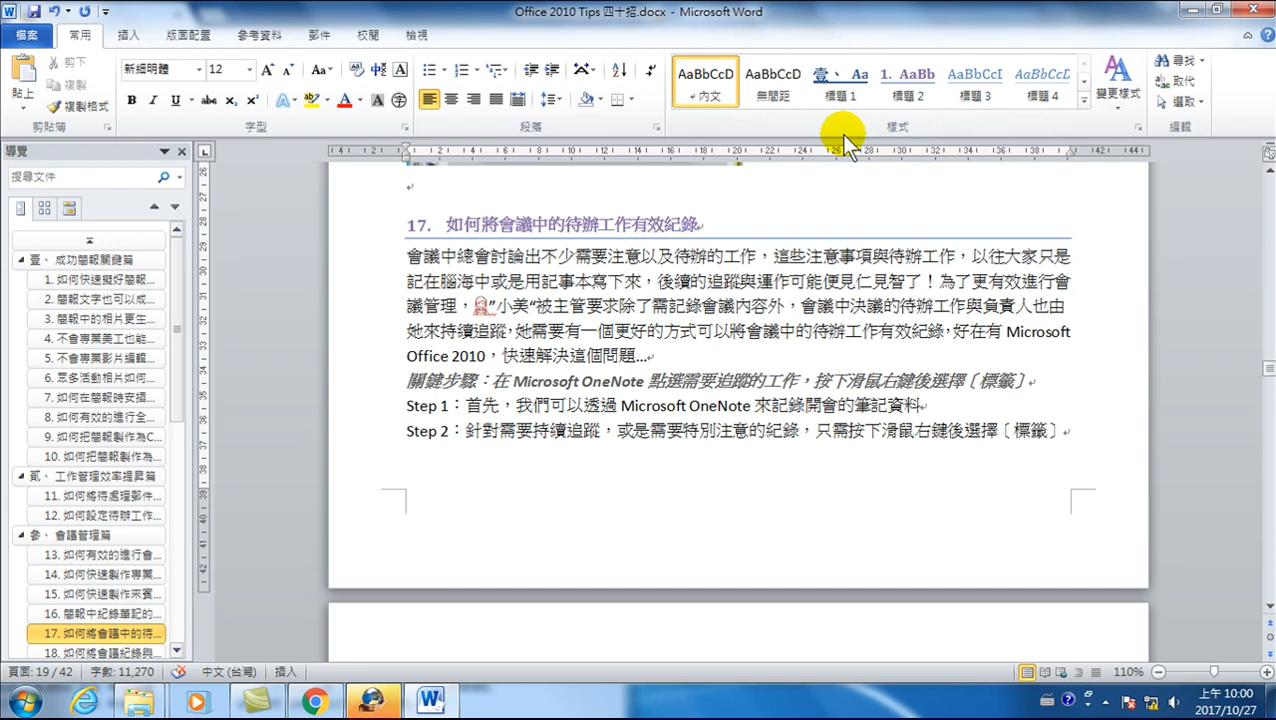 Office 2010 Tips 四十招.docx - Microsoft Word
檔案 常用 插入 版面配置 參考資料 郵件 校閱 檢視
貼上 剪下 複製 複製格式 剪貼簿
新細明體 12 字型
段落
AaBbCcD AaBbCcD 壹、 Aa 1. AaBb AaBbCcI AaBbCcD
內文 無間距 標題 1 標題 2 標題 3 標題 4 變更樣式
樣式
尋找 取代 選取 編輯
導覽
搜尋文件
壹、 成功簡報關鍵篇
1. 如何快速擬好簡報...
2. 簡報文字也可以成...
3. 簡報中的相片更生...
4. 不會專業美工也能...
5. 不會專業影片編輯...
6. 眾多活動相片如何...
7. 如何安排在簡報時...
8. 如何有效的進行全...
9. 如何把簡報製作為C...
10. 如何把簡報製作為...
貳、 工作管理效率提昇篇
11. 如何將待處理郵件...
12. 如何設定待辦工作...
參、 會議管理篇
13. 如何有效的進行會...
14. 如何快速製作專業...
15. 如何快速製作來賓...
16. 簡報中紀錄筆記的...
17. 如何將會議中的待...
18. 如何將會議紀錄與...
17. 如何將會議中的待辦工作有效紀錄
會議中總會討論出不少需要注意以及待辦的工作，這些注意事項與待辦工作，以往大家只是
記在腦海中或是用記事本寫下來，後續的追蹤與運作可能便見仁見智了！為了更有效進行會
議管理，”小美“被主管要求除了需記錄會議內容外，會議中決議的待辦工作與負責人也由
她來持續追蹤，她需要有一個更好的方式可以將會議中的待辦工作有效紀錄，好在有 Microsoft
Office 2010，快速解決這個問題…
關鍵步驟：在 Microsoft OneNote 點選需要追蹤的工作，按下滑鼠右鍵後選擇〔標籤〕
Step 1：首先，我們可以透過 Microsoft OneNote 來記錄開會的筆記資料
Step 2：針對需要持續追蹤，或是需要特別注意的紀錄，只需按下滑鼠右鍵後選擇〔標籤〕
頁面: 19 / 42 字數: 11,270 中文 (台灣) 插入 110%
上午 10:00
2017/10/27